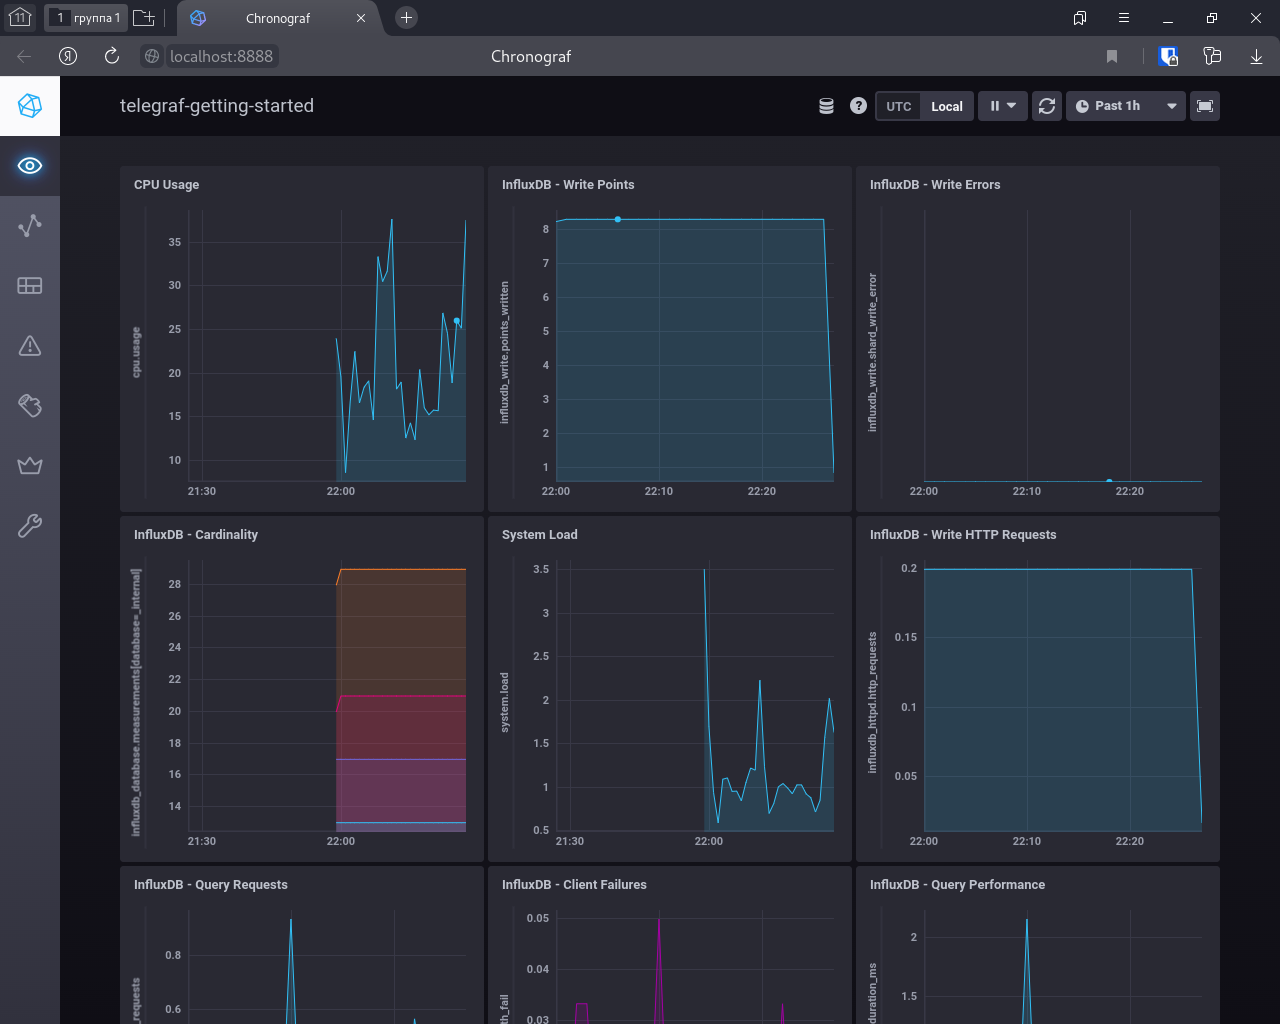 11
1 группа 1
Chronograf
localhost:8888
Chronograf
telegraf-getting-started
UTC
Local
Past 1h
CPU Usage
cpu.usage
35
30
25
20
15
10
21:30
22:00
InfluxDB - Write Points
influxdb_write.points_written
8
7
6
5
4
3
2
1
22:00
22:10
22:20
InfluxDB - Write Errors
influxdb_write.shard_write_error
22:00
22:10
22:20
InfluxDB - Cardinality
influxdb_database.measurements[database=_internal]
28
26
24
22
20
18
16
14
21:30
22:00
System Load
system.load
3.5
3
2.5
2
1.5
1
0.5
21:30
22:00
InfluxDB - Write HTTP Requests
influxdb_httpd.http_requests
0.2
0.15
0.1
0.05
22:00
22:10
22:20
InfluxDB - Query Requests
_requests
0.8
0.6
InfluxDB - Client Failures
th_fail
0.05
0.04
0.03
InfluxDB - Query Performance
duration_ms
2
1.5